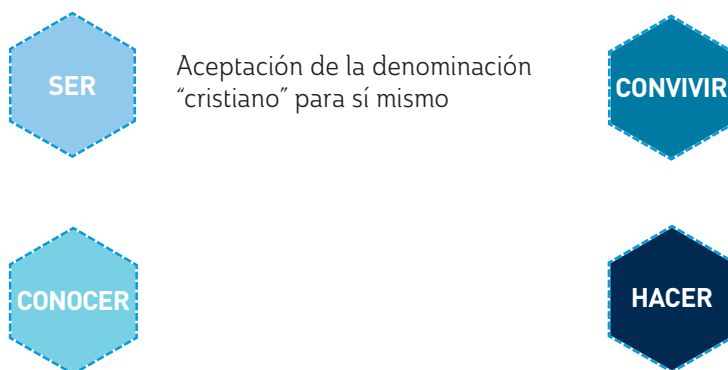 SER
Aceptación de la denominación
“cristiano” para sí mismo
CONVIVIR
CONOCER
HACER